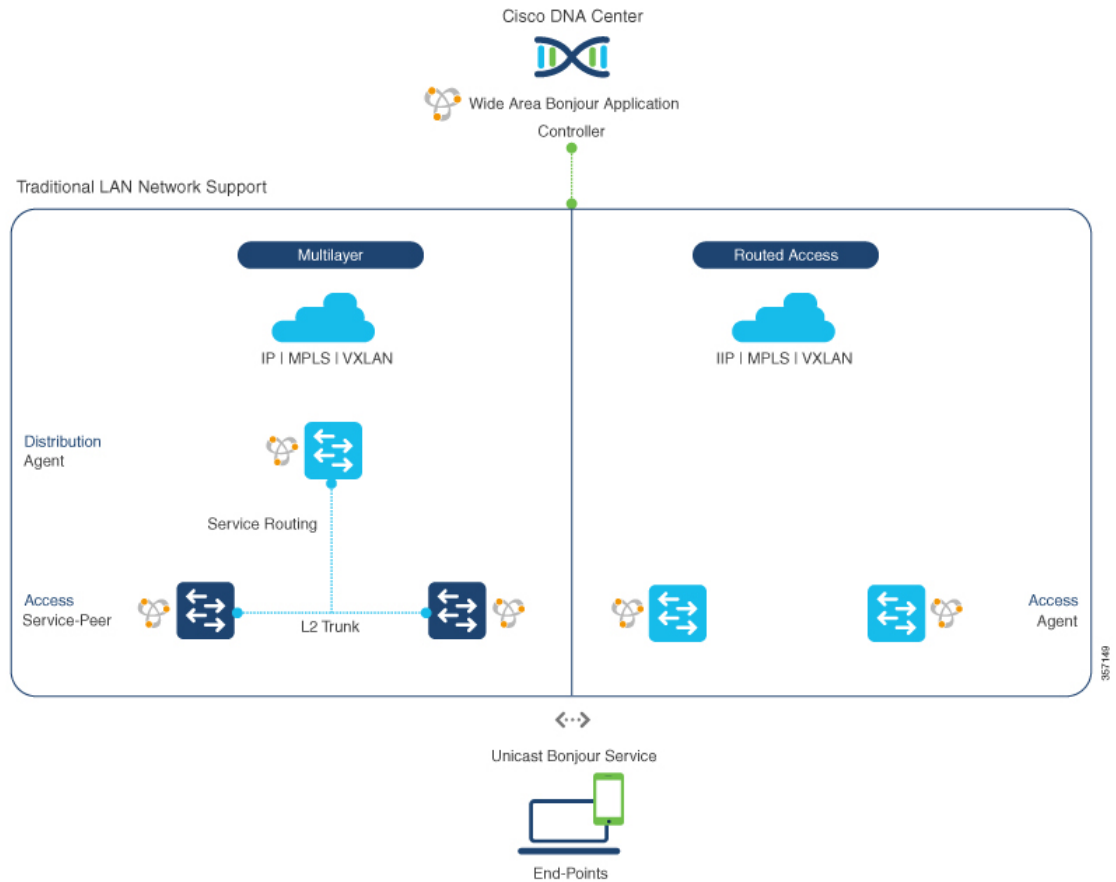 Cisco DNA Center
Wide Area Bonjour Application
Controller
Traditional LAN Network Support
Multilayer
Routed Access
IP | MPLS | VXLAN
IIP | MPLS | VXLAN
Distribution
Agent
Service Routing
Access
Service-Peer
L2 Trunk
Access
Agent
357149
Unicast Bonjour Service
End-Points